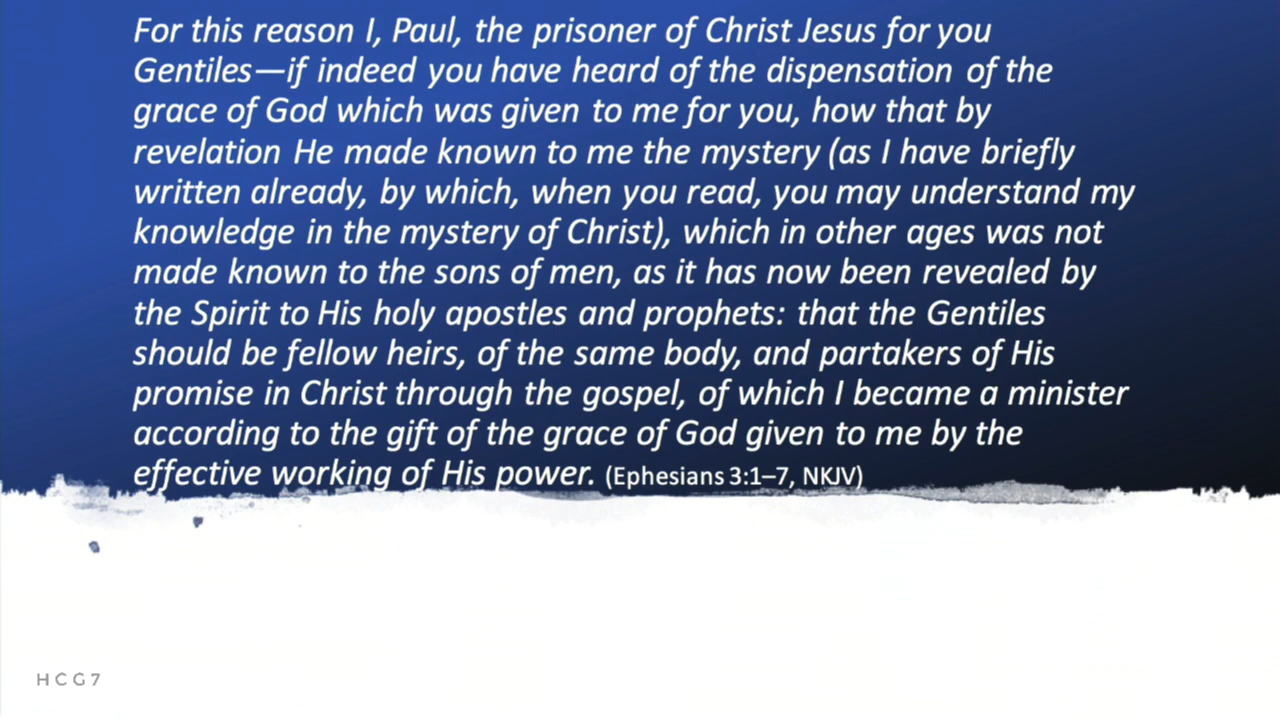 For this reason I, Paul, the prisoner of Christ Jesus for you
Gentiles—if indeed you have heard of the dispensation of the
grace of God which was given to me for you, how that by
revelation He made known to me the mystery (as I have briefly
written already, by which, when you read, you may understand my
knowledge in the mystery of Christ), which in other ages was not
made known to the sons of men, as it has now been revealed by
the Spirit to His holy apostles and prophets: that the Gentiles
should be fellow heirs, of the same body, and partakers of His
promise in Christ through the gospel, of which I became a minister
according to the gift of the grace of God given to me by the
effective working of His power. (Ephesians 3:1–7, NKJV)
HCG7